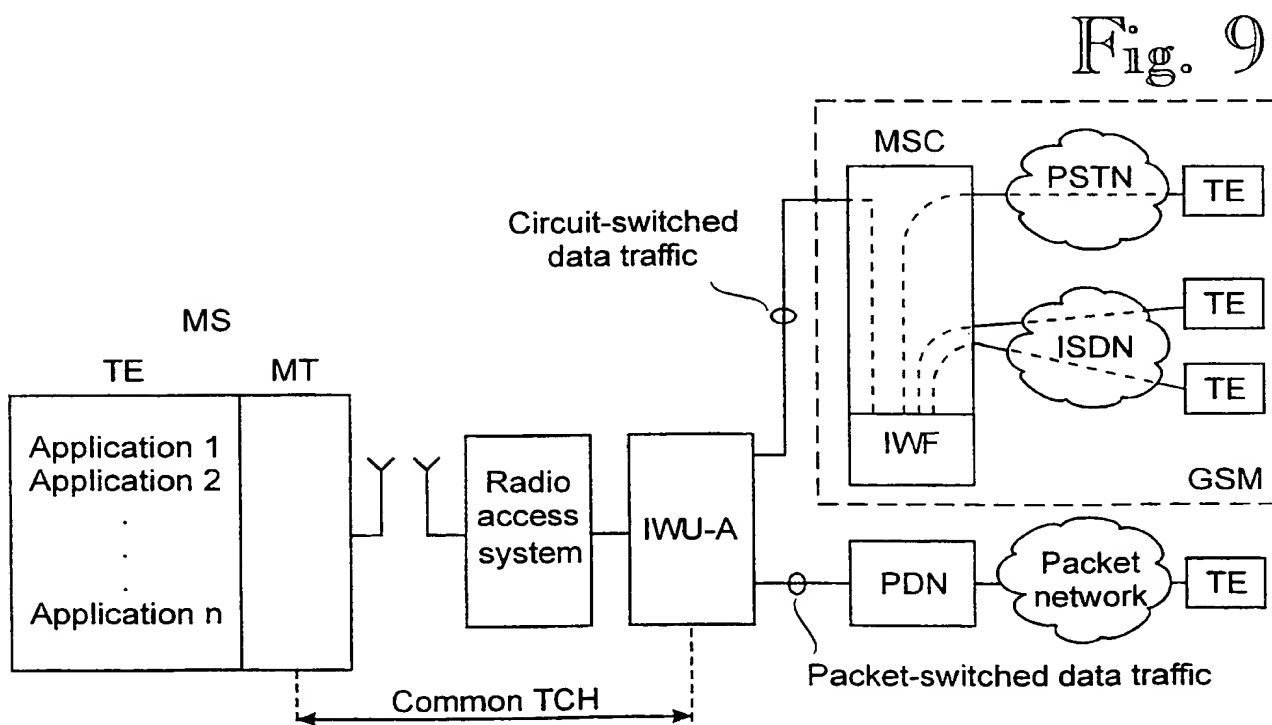 Fig. 9
MSC
PSTN
TE
Circuit-switched
data traffic
MS
TE
ISDN
TE
TE
MT
Application 1
Application 2
.
.
.
Application n
Radio
access
system
IWU-A
IWF
GSM
PDN
Packet
network
TE
Packet-switched data traffic
Common TCH